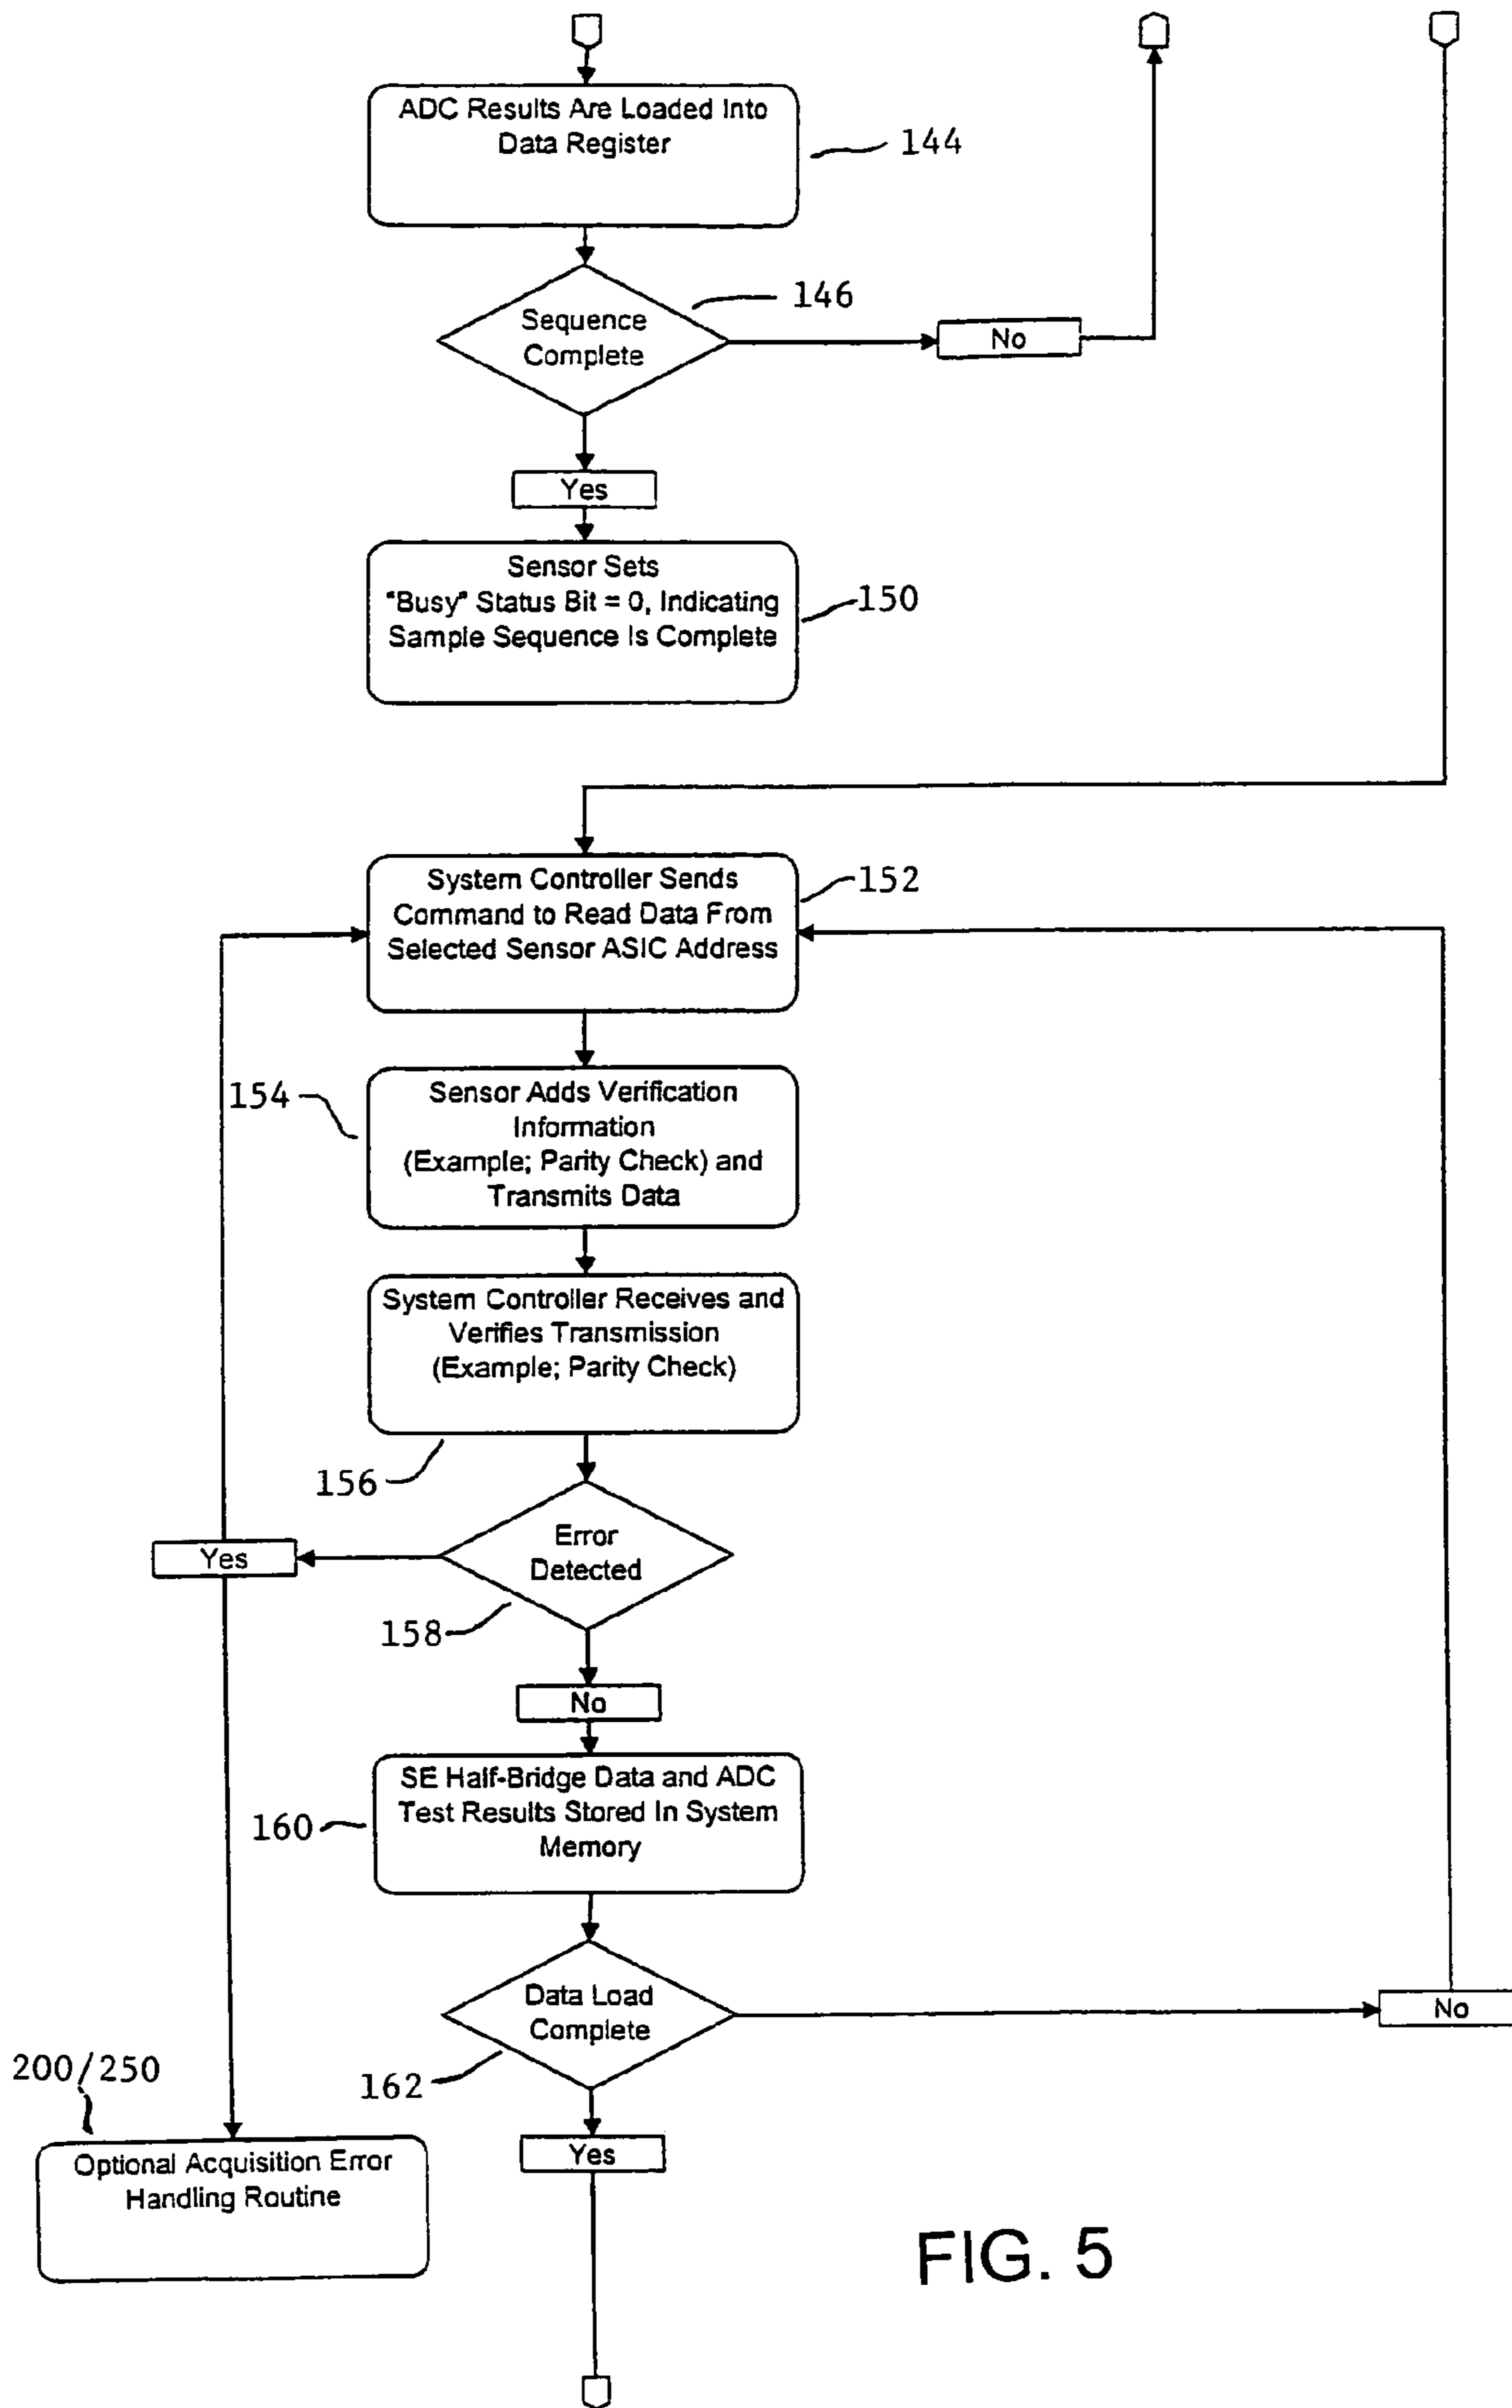 ADC Results Are Loaded Into
Data Register
144
146
Sequence
Complete
No
Yes
Sensor Sets
"Busy" Status Bit = 0, Indicating
Sample Sequence Is Complete
150
System Controller Sends
Command to Read Data From
Selected Sensor ASIC Address
152
154
Sensor Adds Verification
Information
(Example; Parity Check) and
Transmits Data
System Controller Receives and
Verifies Transmission
(Example; Parity Check)
156
Error
Detected
Yes
158
No
SE Half-Bridge Data and ADC
Test Results Stored In System
Memory
160
Data Load
Complete
No
162
200/250
Yes
Optional Acquisition Error
Handling Routine
FIG. 5